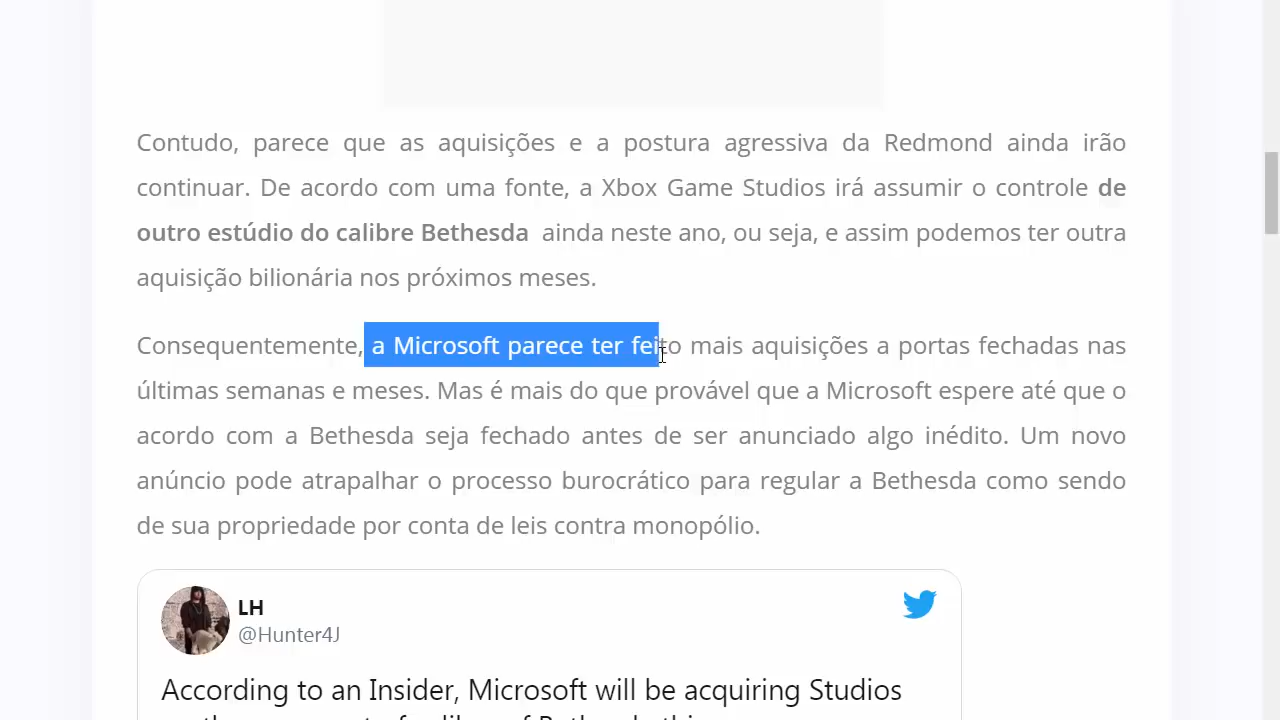 Contudo, parece que as aquisições e a postura agressiva da Redmond ainda irão
continuar. De acordo com uma fonte, a Xbox Game Studios irá assumir o controle de
outro estúdio do calibre Bethesda ainda neste ano, ou seja, e assim podemos ter outra
aquisição bilionária nos próximos meses.
Consequentemente, a Microsoft parece ter feito mais aquisições a portas fechadas nas
últimas semanas e meses. Mas é mais do que provável que a Microsoft espere até que o
acordo com a Bethesda seja fechado antes de ser anunciado algo inédito. Um novo
anúncio pode atrapalhar o processo burocrático para regular a Bethesda como sendo
de sua propriedade por conta de leis contra monopólio.
LH
@Hunter4J
According to an Insider, Microsoft will be acquiring Studios